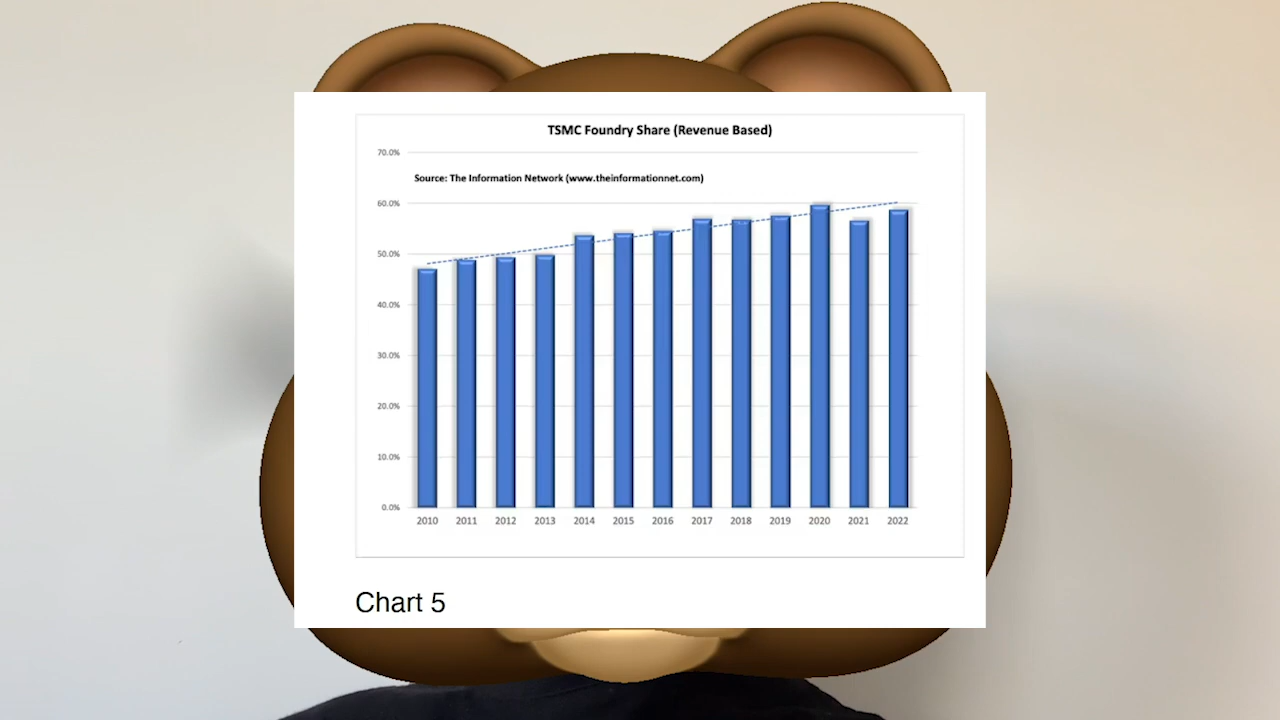 TSMC Foundry Share (Revenue Based)
70.0%
Source: The Information Network (www.theinformationnet.com)
60.0%
50.0%
40.0%
30.0%
20.0%
10.0%
0.0%
2010 2011 2012 2013 2014 2015 2016 2017 2018 2019 2020 2021 2022
Chart 5